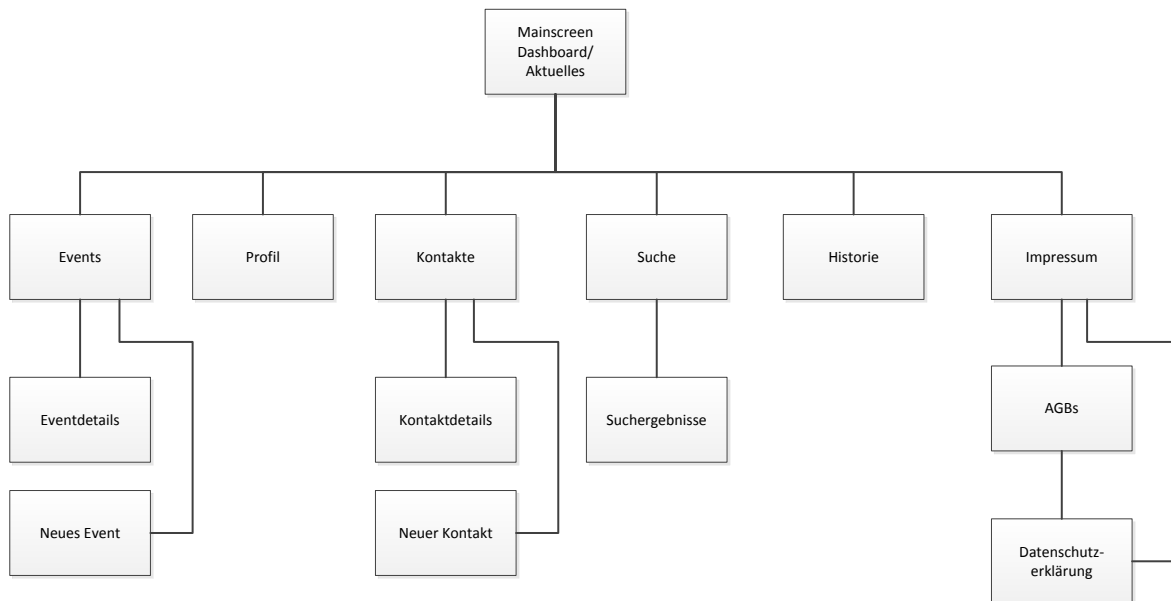 Mainscreen
Dashboard/
Aktuelles
Events
Profil
Kontakte
Suche
Historie
Impressum
Eventdetails
Kontaktdetails
Suchergebnisse
AGBs
Neues Event
Neuer Kontakt
Datenschutz-
erklärung